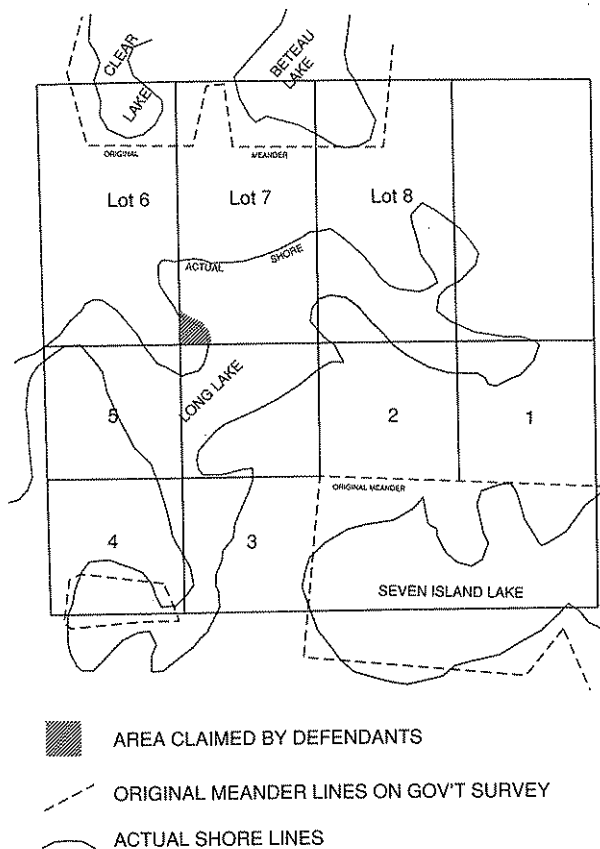 CLEAR
LAKE
BETEAU
LAKE
ORIGINAL
MEANDER
Lot 6
Lot 7
Lot 8
ACTUAL
SHORE
LONG LAKE
5
2
1
ORIGINAL MEANDER
4
3
SEVEN ISLAND LAKE
AREA CLAIMED BY DEFENDANTS
ORIGINAL MEANDER LINES ON GOV'T SURVEY
ACTUAL SHORE LINES